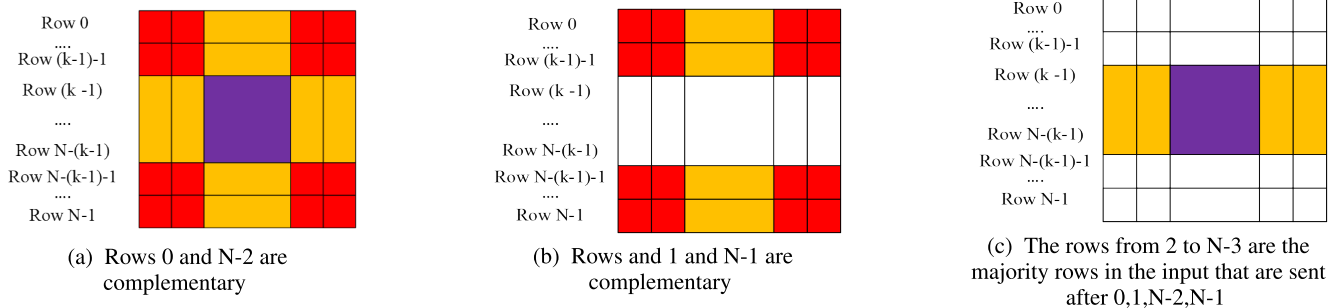 Row 0
....
Row (k-1)-1
Row (k -1)
....
Row N-(k-1)
Row N-(k-1)-1
....
Row N-1
(a) Rows 0 and N-2 are
complementary
Row 0
....
Row (k-1)-1
Row (k -1)
....
Row N-(k-1)
Row N-(k-1)-1
....
Row N-1
(b) Rows and 1 and N-1 are
complementary
Row 0
....
Row (k-1)-1
Row (k -1)
....
Row N-(k-1)
Row N-(k-1)-1
....
Row N-1
(c) The rows from 2 to N-3 are the
majority rows in the input that are sent
after 0,1,N-2,N-1